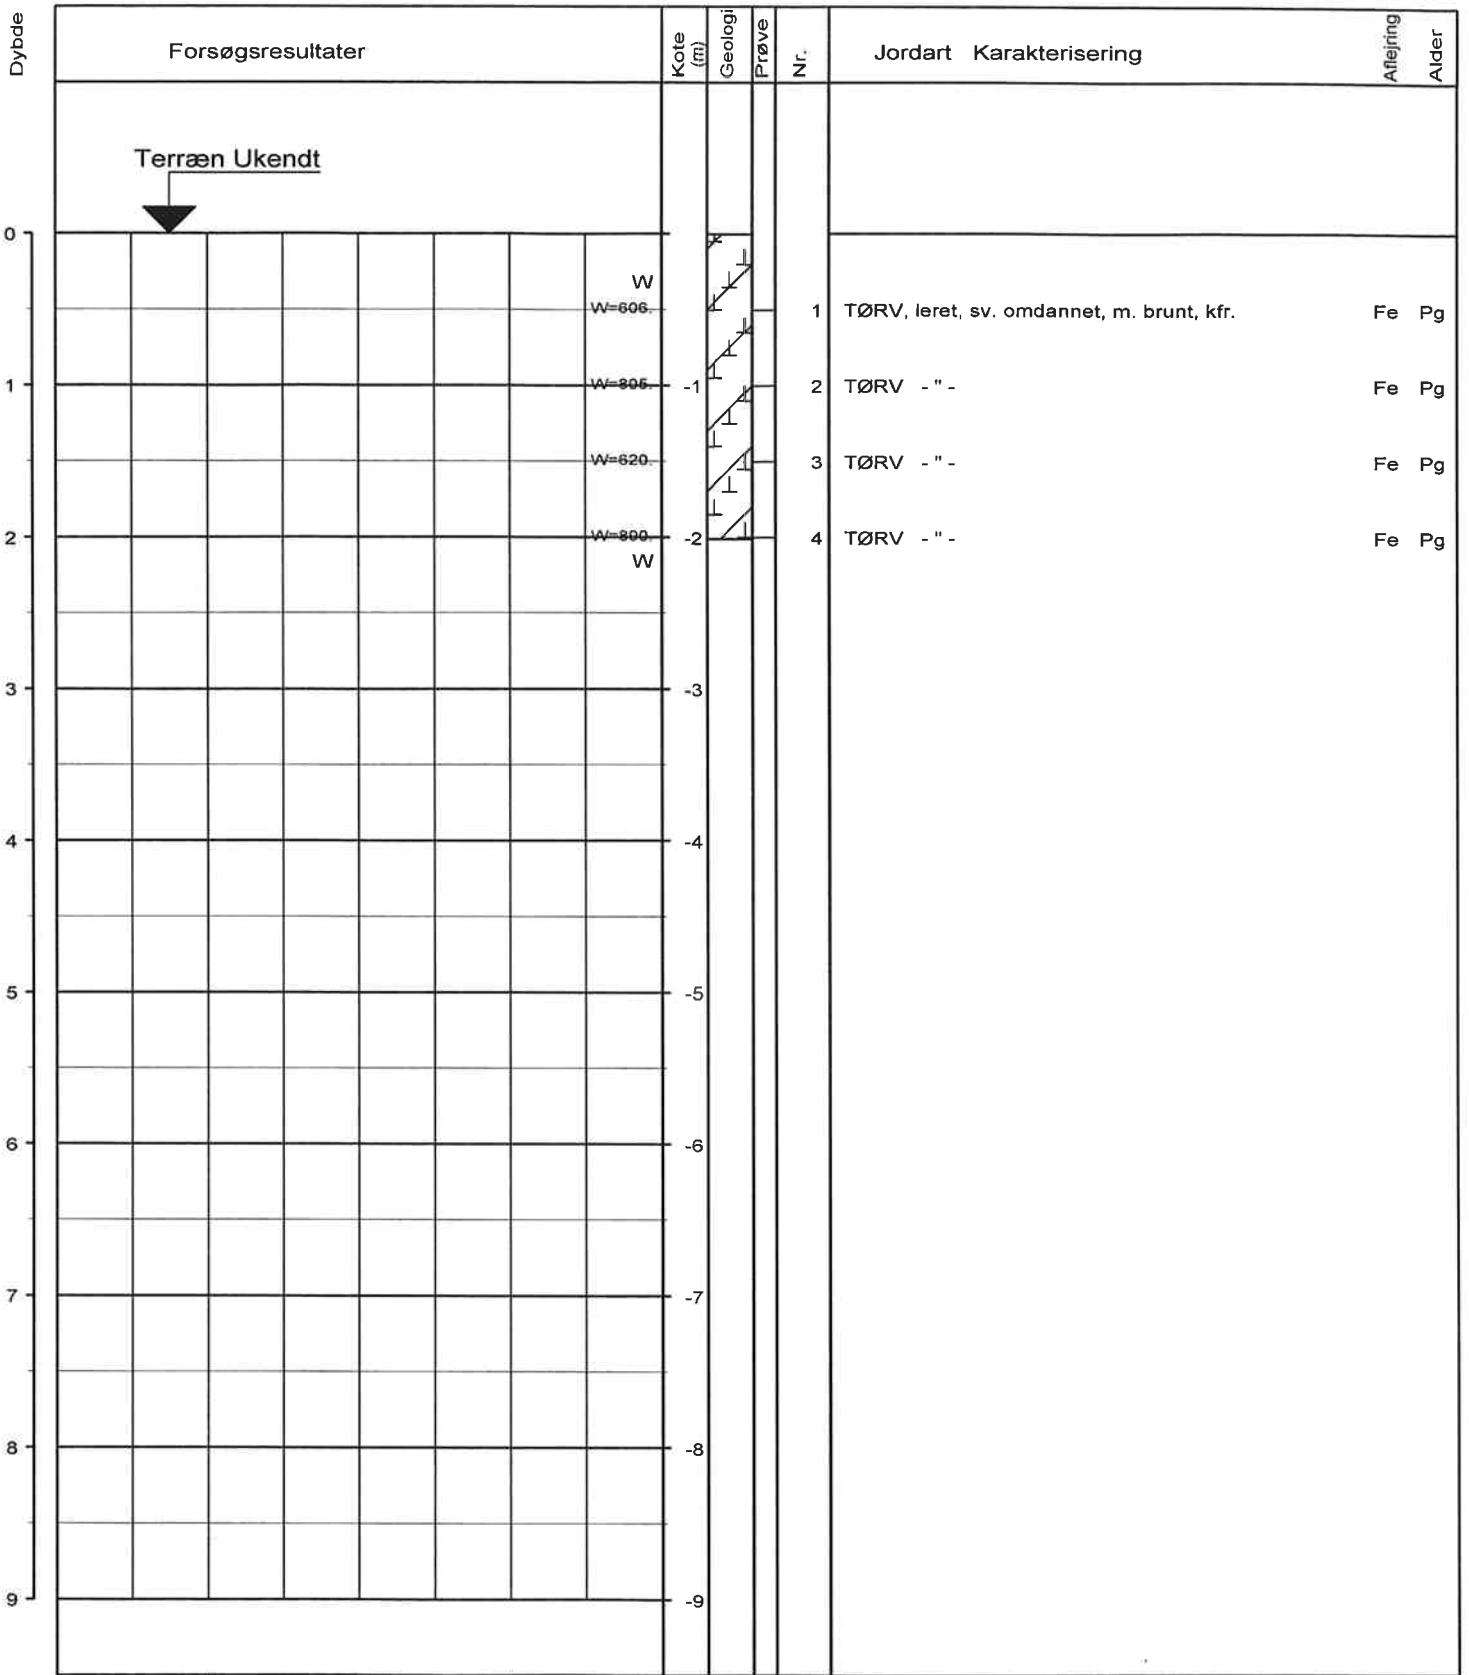 Dybde
Forsøgsresultater
Kote (m)
Geologi
Prøve
Nr.
Jordart Karakterisering
Aflejring
Alder
Terræn Ukendt
0
W
W=606. 1 TØRV, leret, sv. omdannet, m. brunt, kfr. Fe Pg
1 W=805. -1 2 TØRV - " - Fe Pg
W=620. 3 TØRV - " - Fe Pg
2 -2 4 TØRV - " - Fe Pg
W
3 -3
4 -4
5 -5
6 -6
7 -7
8 -8
9 -9